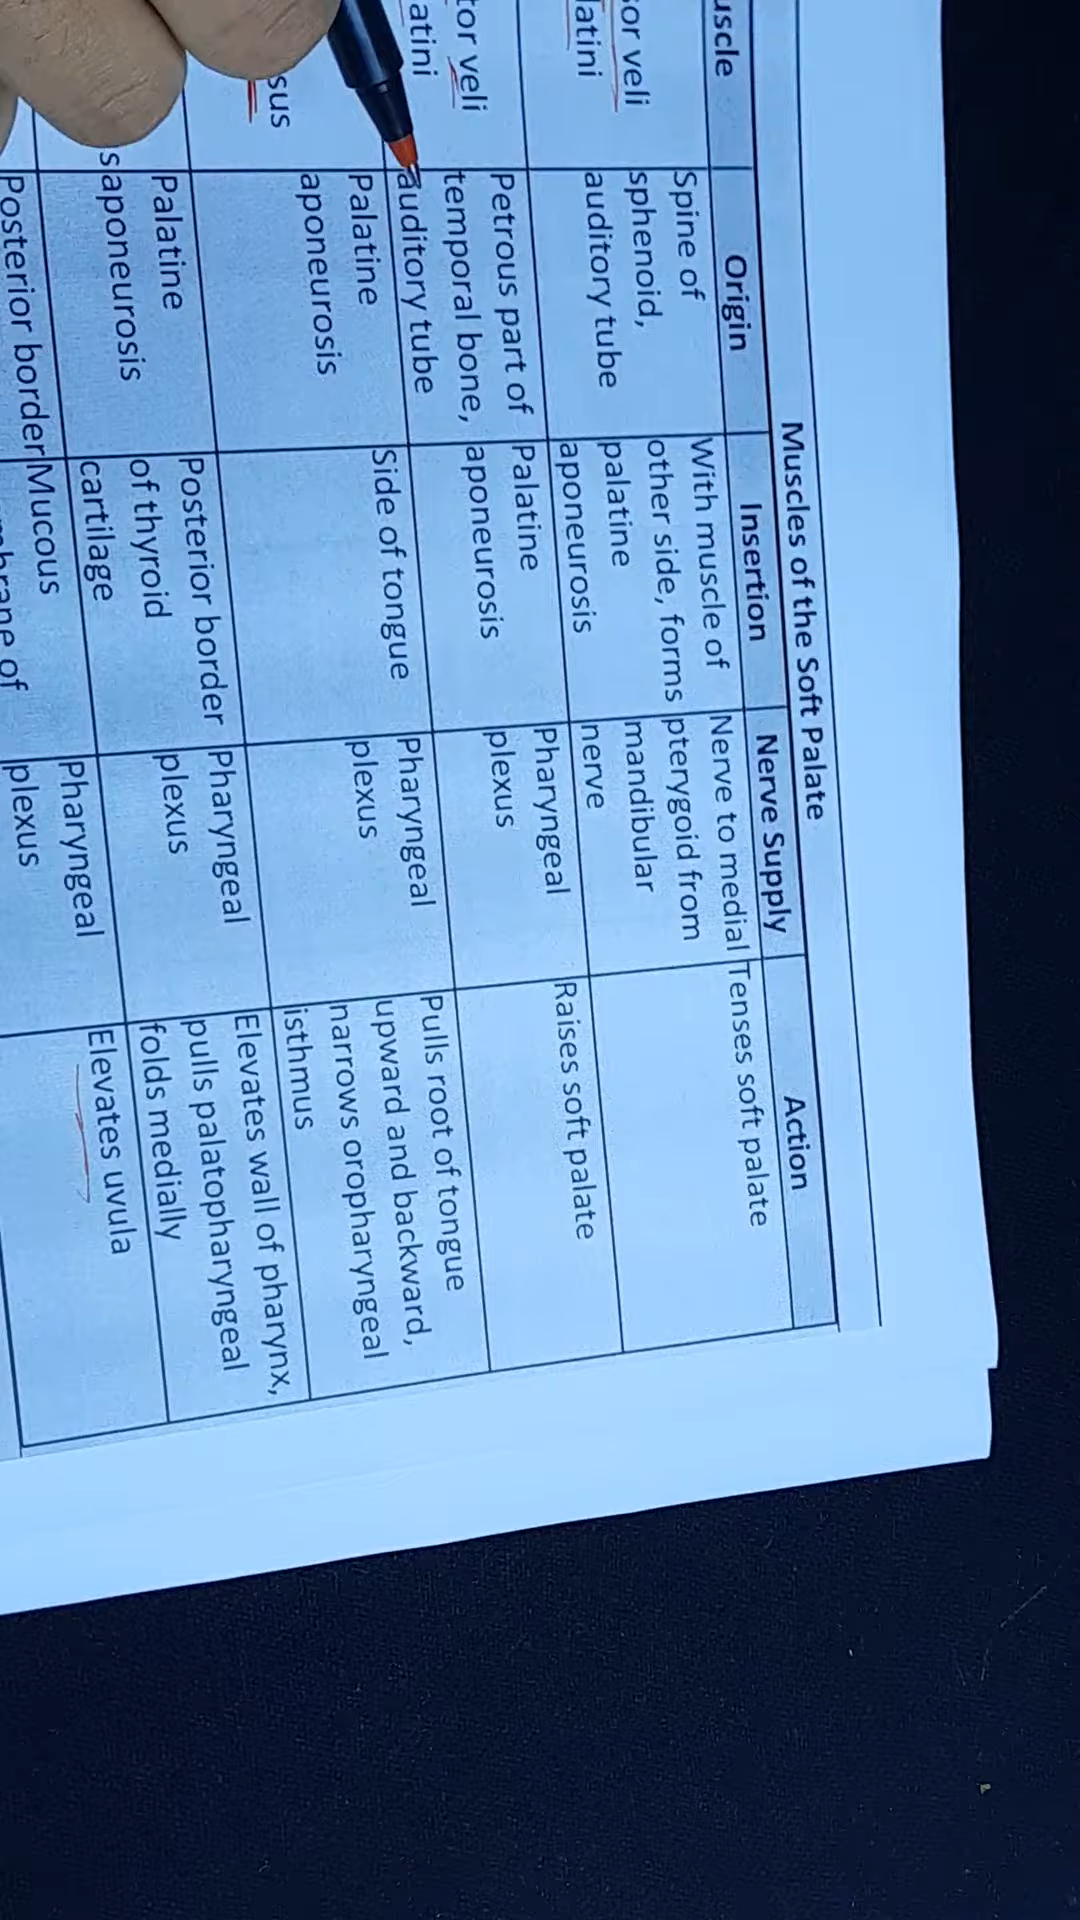 Muscles of the Soft Palate
uscle Origin Insertion Nerve Supply Action
or veli
latini
Spine of
sphenoid,
auditory tube
With muscle of
other side, forms
palatine
aponeurosis
Nerve to medial
pterygoid from
mandibular
nerve
Tenses soft palate
tor veli
atini
Petrous part of
temporal bone,
auditory tube
Palatine
aponeurosis
Pharyngeal
plexus
Raises soft palate
sus
Palatine
aponeurosis
Side of tongue
Pharyngeal
plexus
Pulls root of tongue
upward and backward,
narrows oropharyngeal
isthmus
s
Palatine
aponeurosis
Posterior border
of thyroid
cartilage
Pharyngeal
plexus
Elevates wall of pharynx,
pulls palatopharyngeal
folds medially
Posterior border
Mucous
mbrane of
Pharyngeal
plexus
Elevates uvula